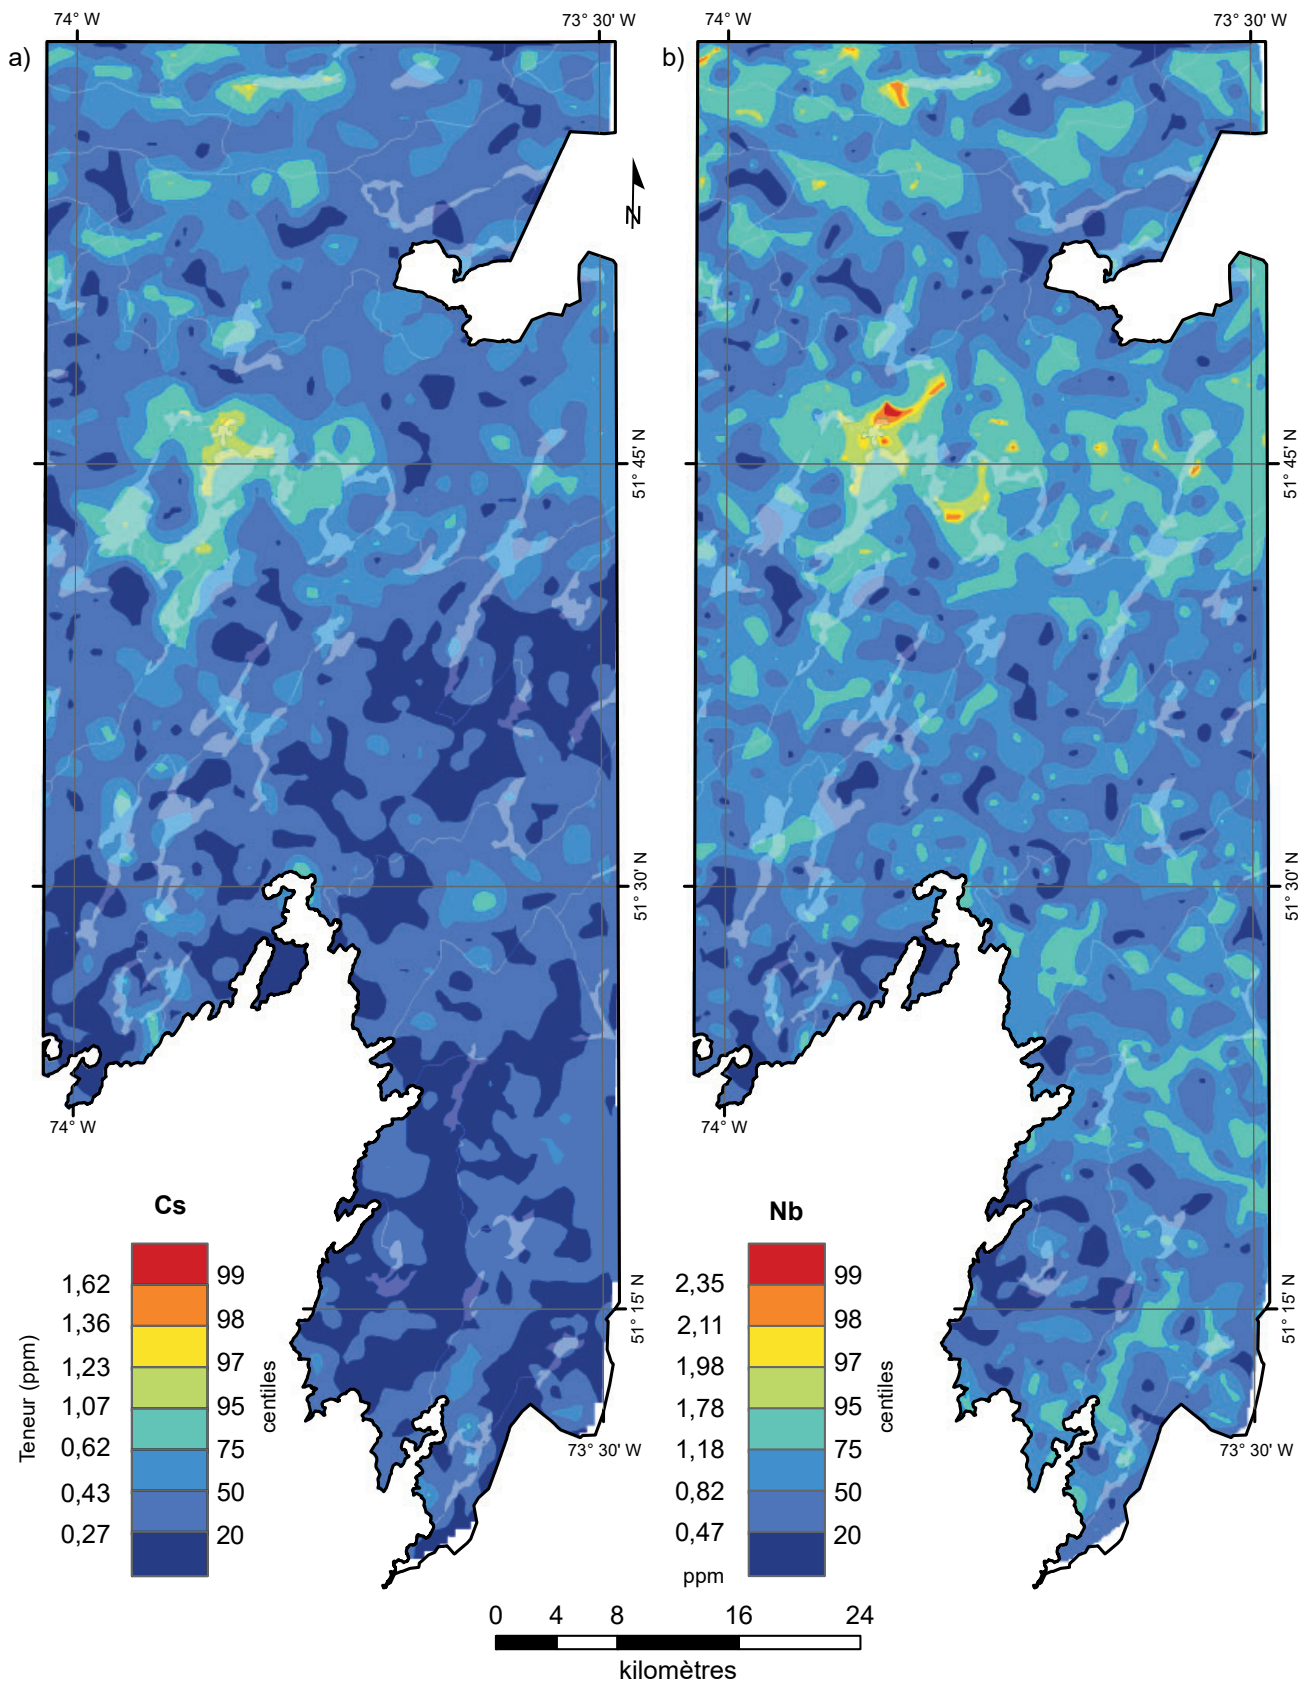 74° W
73° 30' W
74° W
73° 30' W
a)
b)
N
51° 45' N
51° 45' N
51° 30' N
51° 30' N
74° W
74° W
51° 15' N
51° 15' N
73° 30' W
73° 30' W
Cs
Teneur (ppm)
1,62
1,36
1,23
1,07
0,62
0,43
0,27
99
98
97
95
75
50
20
centiles
Nb
2,35
2,11
1,98
1,78
1,18
0,82
0,47
ppm
99
98
97
95
75
50
20
centiles
0 4 8 16 24
kilomètres